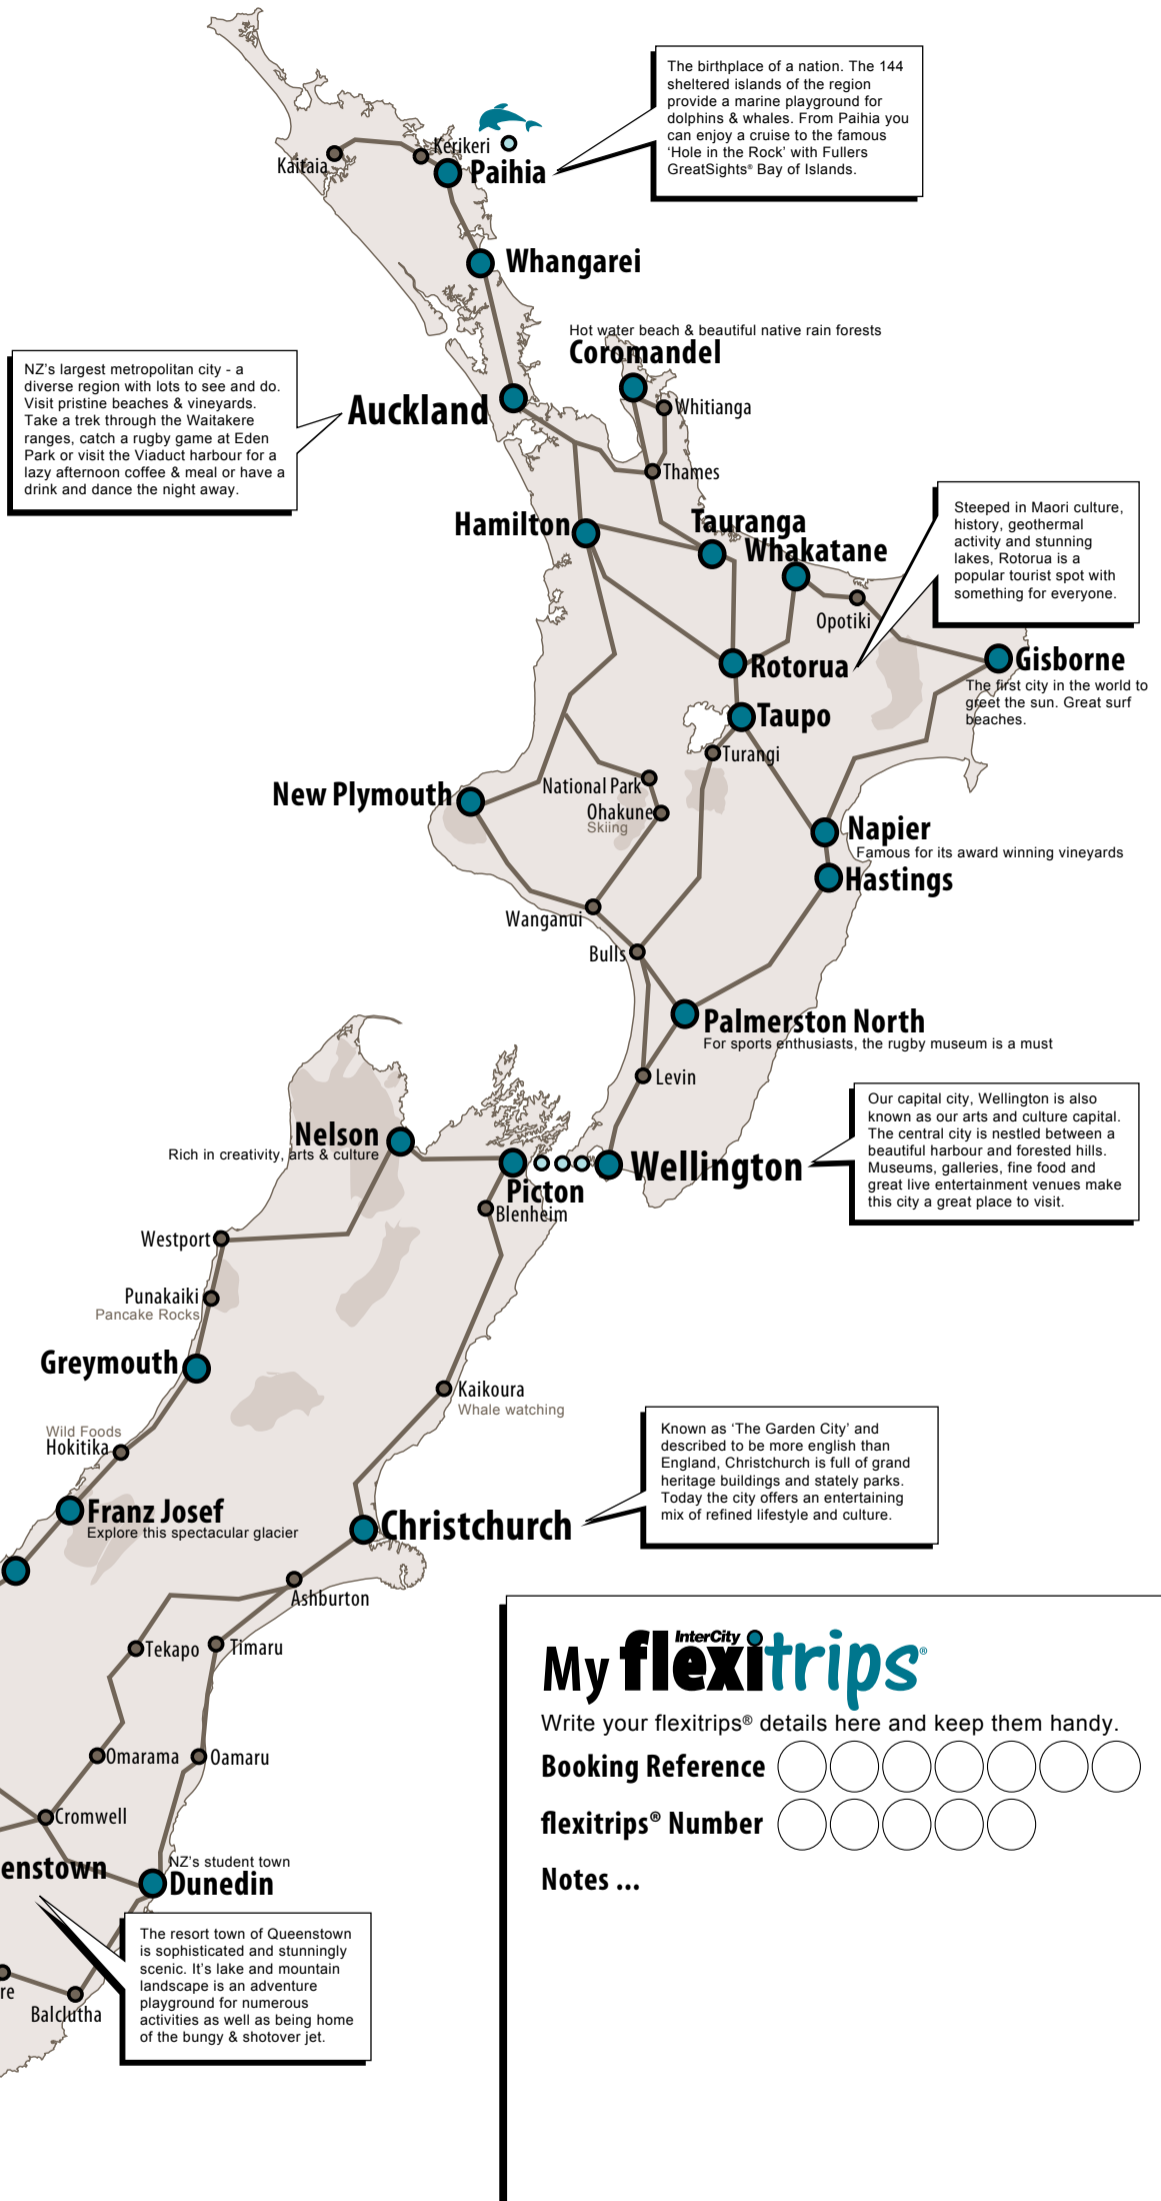 The birthplace of a nation. The 144
sheltered islands of the region
provide a marine playground for
dolphins & whales. From Paihia you
can enjoy a cruise to the famous
‘Hole in the Rock’ with Fullers
GreatSights® Bay of Islands.
Kerikeri
Kaitaia
Paihia
Whangarei
Hot water beach & beautiful native rain forests
Coromandel
NZ’s largest metropolitan city - a
diverse region with lots to see and do.
Visit pristine beaches & vineyards.
Take a trek through the Waitakere
ranges, catch a rugby game at Eden
Park or visit the Viaduct harbour for a
lazy afternoon coffee & meal or have a
drink and dance the night away.
Auckland
Whitianga
Thames
Hamilton
Tauranga
Whakatane
Steeped in Maori culture,
history, geothermal
activity and stunning
lakes, Rotorua is a
popular tourist spot with
something for everyone.
Opotiki
Rotorua
Gisborne
The first city in the world to
greet the sun. Great surf
beaches.
Taupo
Turangi
National Park
New Plymouth
Ohakune
Skiing
Napier
Famous for its award winning vineyards
Hastings
Wanganui
Bulls
Palmerston North
For sports enthusiasts, the rugby museum is a must
Levin
Our capital city, Wellington is also
known as our arts and culture capital.
The central city is nestled between a
beautiful harbour and forested hills.
Museums, galleries, fine food and
great live entertainment venues make
this city a great place to visit.
Nelson
Rich in creativity, arts & culture
Wellington
Picton
Blenheim
Westport
Punakaiki
Pancake Rocks
Greymouth
Kaikoura
Whale watching
Wild Foods
Hokitika
Known as ‘The Garden City’ and
described to be more english than
England, Christchurch is full of grand
heritage buildings and stately parks.
Today the city offers an entertaining
mix of refined lifestyle and culture.
Franz Josef
Explore this spectacular glacier
Christchurch
Ashburton
Tekapo
Timaru
Omarama
Oamaru
Cromwell
enstown
NZ’s student town
Dunedin
The resort town of Queenstown
is sophisticated and stunningly
scenic. It’s lake and mountain
landscape is an adventure
playground for numerous
activities as well as being home
of the bungy & shotover jet.
re
Balclutha
InterCity
My flexitrips®
Write your flexitrips® details here and keep them handy.
Booking Reference
flexitrips® Number
Notes ...